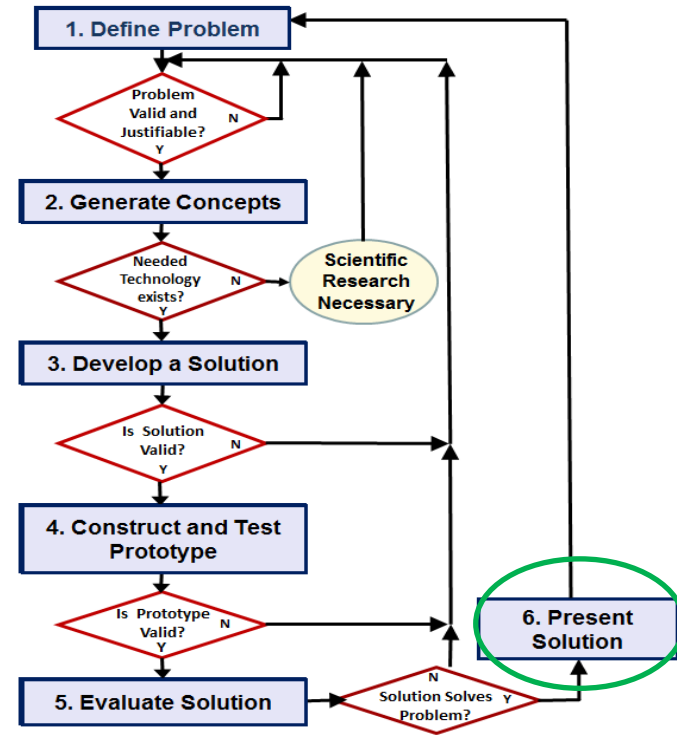 1. Define Problem
Problem
Valid and
Justifiable?
N
Y
2. Generate Concepts
Needed
Technology
exists?
N
Y
Scientific
Research
Necessary
3. Develop a Solution
Is Solution
Valid?
N
Y
4. Construct and Test
Prototype
Is Prototype
Valid?
N
Y
5. Evaluate Solution
N
Solution Solves
Problem?
Y
6. Present
Solution